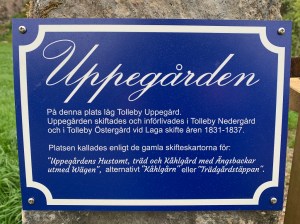 Uppegården
På denna plats låg Tolleby Uppegård.
Uppegården skiftades och införlivades i Tolleby Nedergård
och i Tolleby Östergård vid Laga skifte åren 1831-1837.
Platsen kallades enligt de gamla skifteskartorna för:
"Uppegårdens Hustomt, träd och Kåhlgård med Ängsbackar
utmed Wägen", alternativt "Kåhlgård" eller "Trädgårdstäppan".